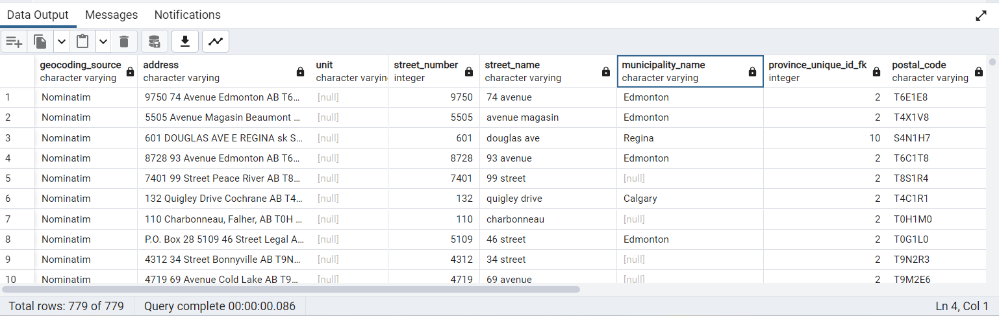 Data Output Messages Notifications
geocoding_source address unit street_number street_name municipality_name province_unique_id_fk postal_code
character varying character varying character varyin integer character varying character varying integer character varying
1 Nominatim 9750 74 Avenue Edmonton AB T6... [null] 9750 74 avenue Edmonton 2 T6E1E8
2 Nominatim 5505 Avenue Magasin Beaumont ... [null] 5505 avenue magasin Edmonton 2 T4X1V8
3 Nominatim 601 DOUGLAS AVE E REGINA sk S... [null] 601 douglas ave Regina 10 S4N1H7
4 Nominatim 8728 93 Avenue Edmonton AB T6... [null] 8728 93 avenue Edmonton 2 T6C1T8
5 Nominatim 7401 99 Street Peace River AB T8... [null] 7401 99 street [null] 2 T8S1R4
6 Nominatim 132 Quigley Drive Cochrane AB T4... [null] 132 quigley drive Calgary 2 T4C1R1
7 Nominatim 110 Charbonneau, Falher, AB T0H ... [null] 110 charbonneau [null] 2 T0H1M0
8 Nominatim P.O. Box 28 5109 46 Street Legal A... [null] 5109 46 street Edmonton 2 T0G1L0
9 Nominatim 4312 34 Street Bonnyville AB T9N... [null] 4312 34 street [null] 2 T9N2R3
10 Nominatim 4719 69 Avenue Cold Lake AB T9... [null] 4719 69 avenue [null] 2 T9M2E6
Total rows: 779 of 779 Query complete 00:00:00.086 Ln 4, Col 1